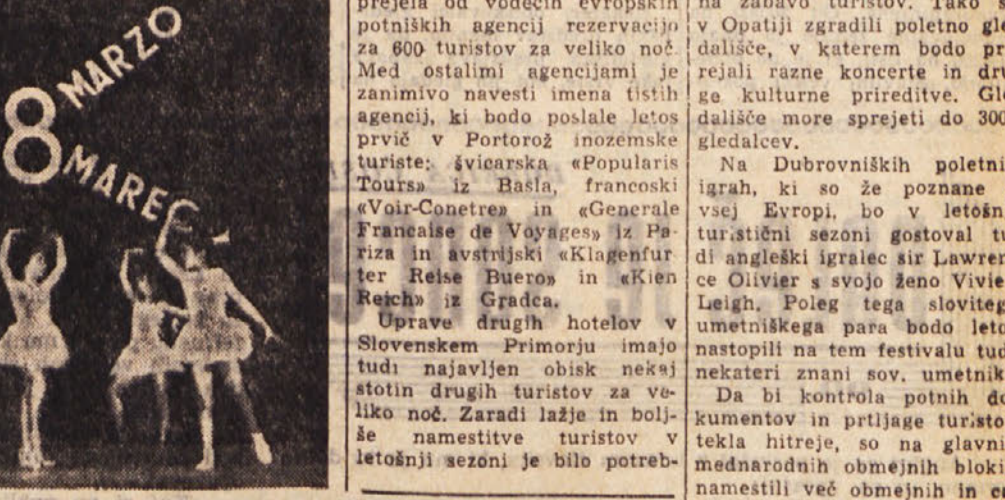 MARZO
8
MAREC
prejela od vodečih evropskih
potniških agencij rezervacijo
za 600 turistov za veliko noč.
Med ostalimi agencijami je
zanimivo navesti imena tistih
agencij, ki bodo poslale letos
prvič v Portorož inozemske
turiste: švicarska «Popularis
Tours» iz Basla, francoski
«Voir-Conetre» in «Generale
Francaise de Voyages» iz Pa-
riza in avstrijski «Klagenfur
ter Reise Buero» in «Kien
Reich» iz Gradca.
Uprave drugih hotelov v
Slovenskem Primorju imajo
tudi najavljen obisk nekaj
stotin drugih turistov za ve-
liko noč. Zaradi lažje in bolj-
še namestitve turistov v
letošnji sezoni je bilo potreb-
na zabavo turistov. Tako s
v Opatiji zgradili poletno gle
dališče, v katerem bodo pr
rejali razne koncerte in dru
ge kulturne prireditve. Gle
dališče more sprejeti do 300
gledalcev.
Na Dubrovniških poletni
igrah, ki so že poznane
vsej Evropi, bo v letošn
turistični sezoni gostoval tu
di angleški igralec sir Lawren
ce Olivier s svojo ženo Vivie
Leigh. Poleg tega sloviteg
umetniškega para bodo leto
nastopili na tem festivalu tud
nekateri znani sov. umetnik
Da bi kontrola potnih do
kumentov in prtljage turisto
tekla hitreje, so na glavni
mednarodnih obmejnih bloki
namestili več obmejnih in c